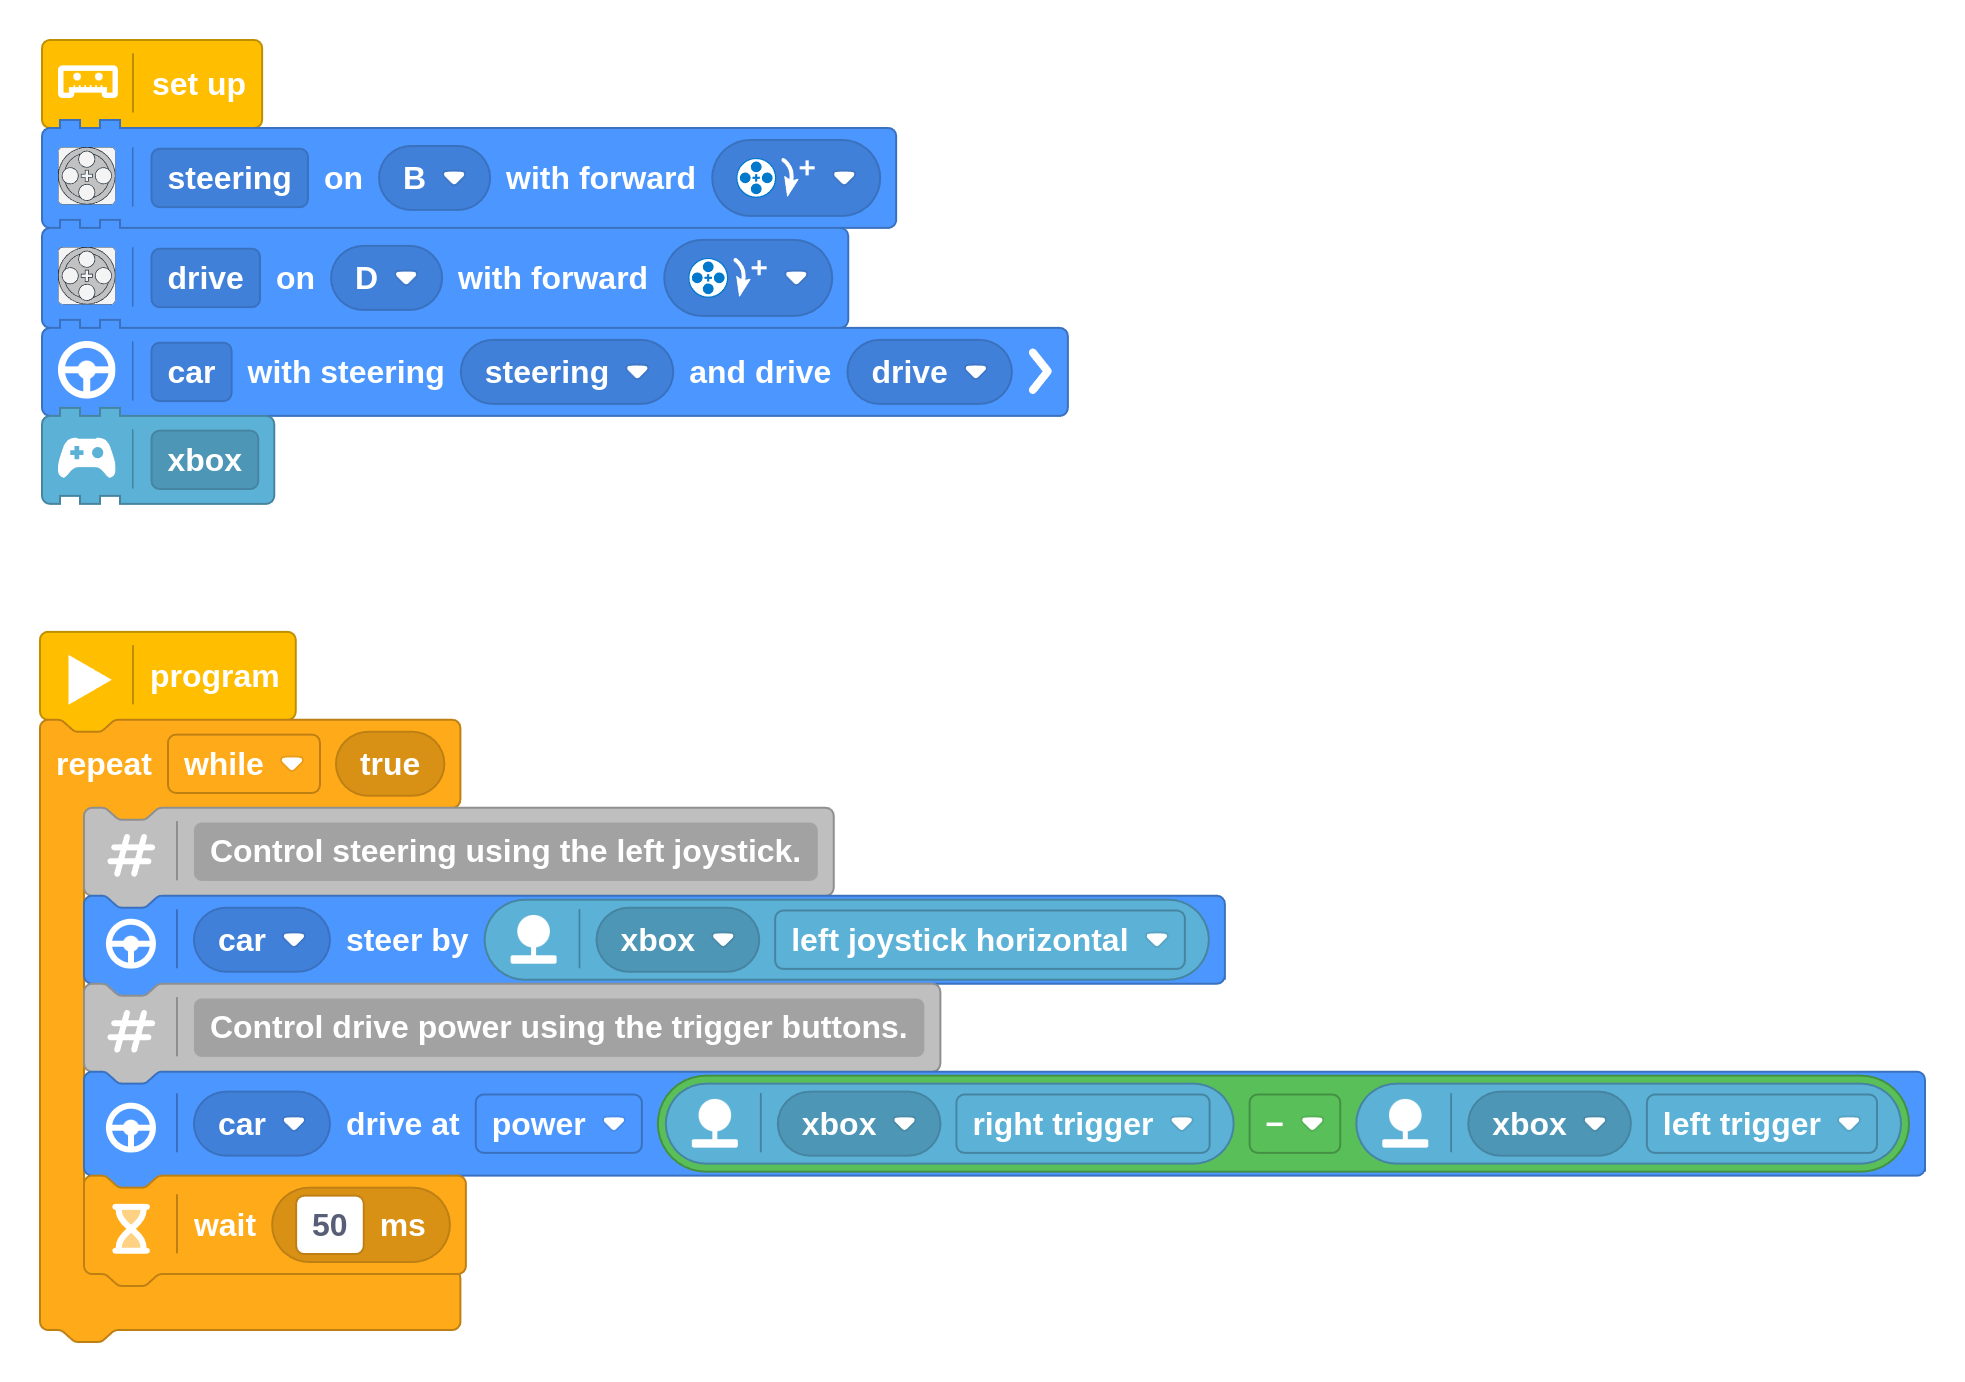 set up
steering on B with forward +
drive on D with forward +
car with steering steering and drive drive
xbox
program
repeat while true
# Control steering using the left joystick.
car steer by xbox left joystick horizontal
# Control drive power using the trigger buttons.
car drive at power xbox right trigger − xbox left trigger
wait 50 ms